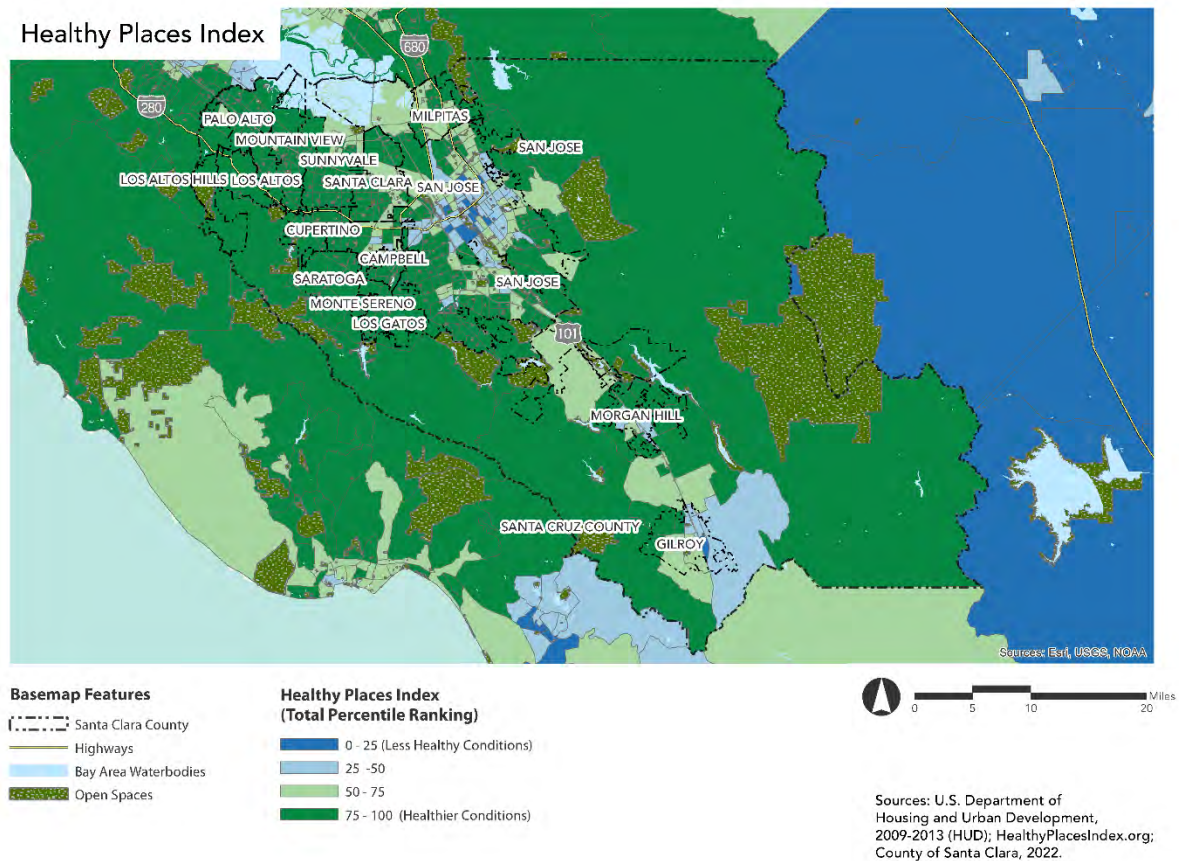 Healthy Places Index
680
280
PALO ALTO
MILPITAS
MOUNTAIN VIEW
SAN JOSE
SUNNYVALE
LOS ALTOS HILLS
LOS ALTOS
SANTA CLARA
SAN JOSE
CUPERTINO
CAMPBELL
SARATOGA
SAN JOSE
MONTE SERENO
LOS GATOS
101
MORGAN HILL
SANTA CRUZ COUNTY
GILROY
Sources: Esri, USGS, NOAA
Basemap Features
Santa Clara County
Highways
Bay Area Waterbodies
Open Spaces
Healthy Places Index
(Total Percentile Ranking)
0 - 25 (Less Healthy Conditions)
25 -50
50 - 75
75 - 100 (Healthier Conditions)
Miles
0 5 10 20
Sources: U.S. Department of
Housing and Urban Development,
2009-2013 (HUD); HealthyPlacesIndex.org;
County of Santa Clara, 2022.